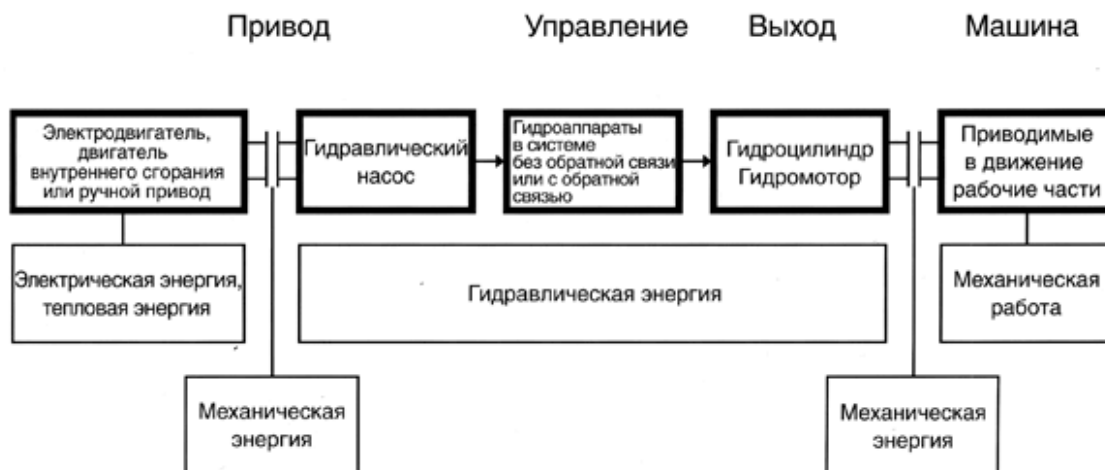 Привод
Управление
Выход
Машина
Электродвигатель,
двигатель
внутреннего сгорания
или ручной привод
Гидравлический
насос
Гидроаппараты
в системе
без обратной связи
или с обратной
связью
Гидроцилиндр
Гидромотор
Приводимые
в движение
рабочие части
Электрическая энергия,
тепловая энергия
Гидравлическая энергия
Механическая
работа
Механическая
энергия
Механическая
энергия